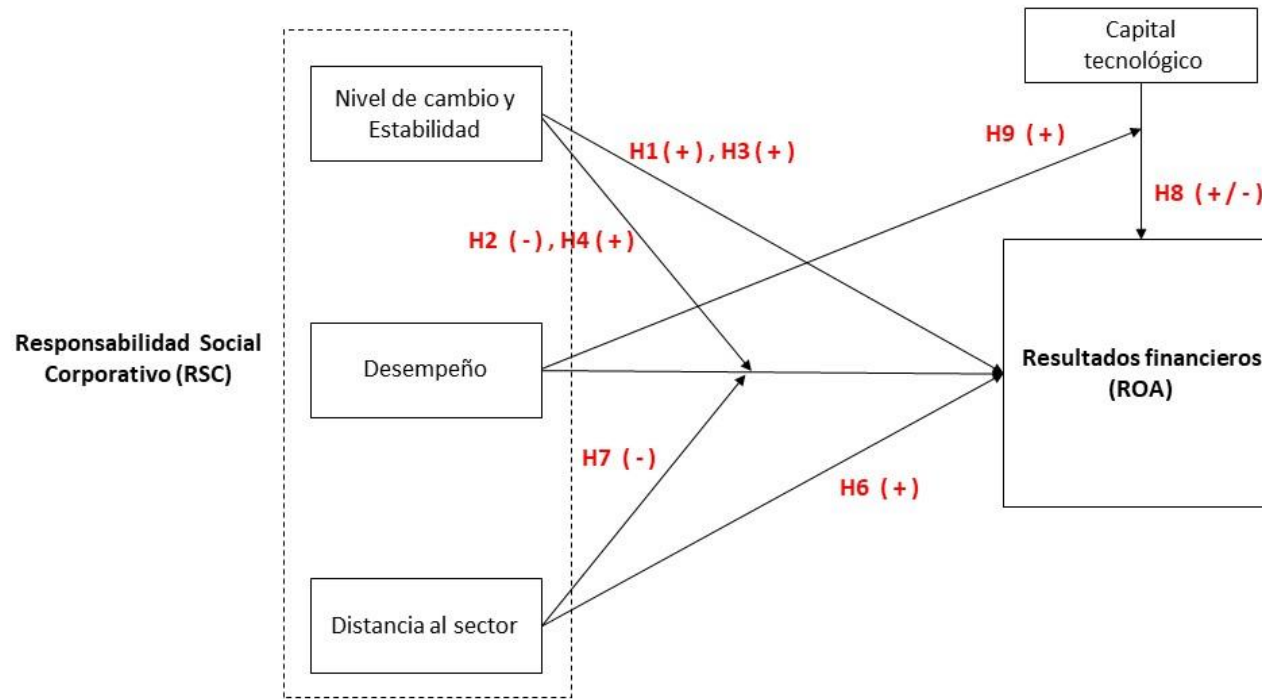 Capital
tecnológico
Nivel de cambio y
Estabilidad
H9 (+)
H1 (+) , H3 (+)
H8 (+/-)
H2 (-) , H4 (+)
Responsabilidad Social
Corporativo (RSC)
Desempeño
Resultados financieros
(ROA)
H7 (-)
H6 (+)
Distancia al sector